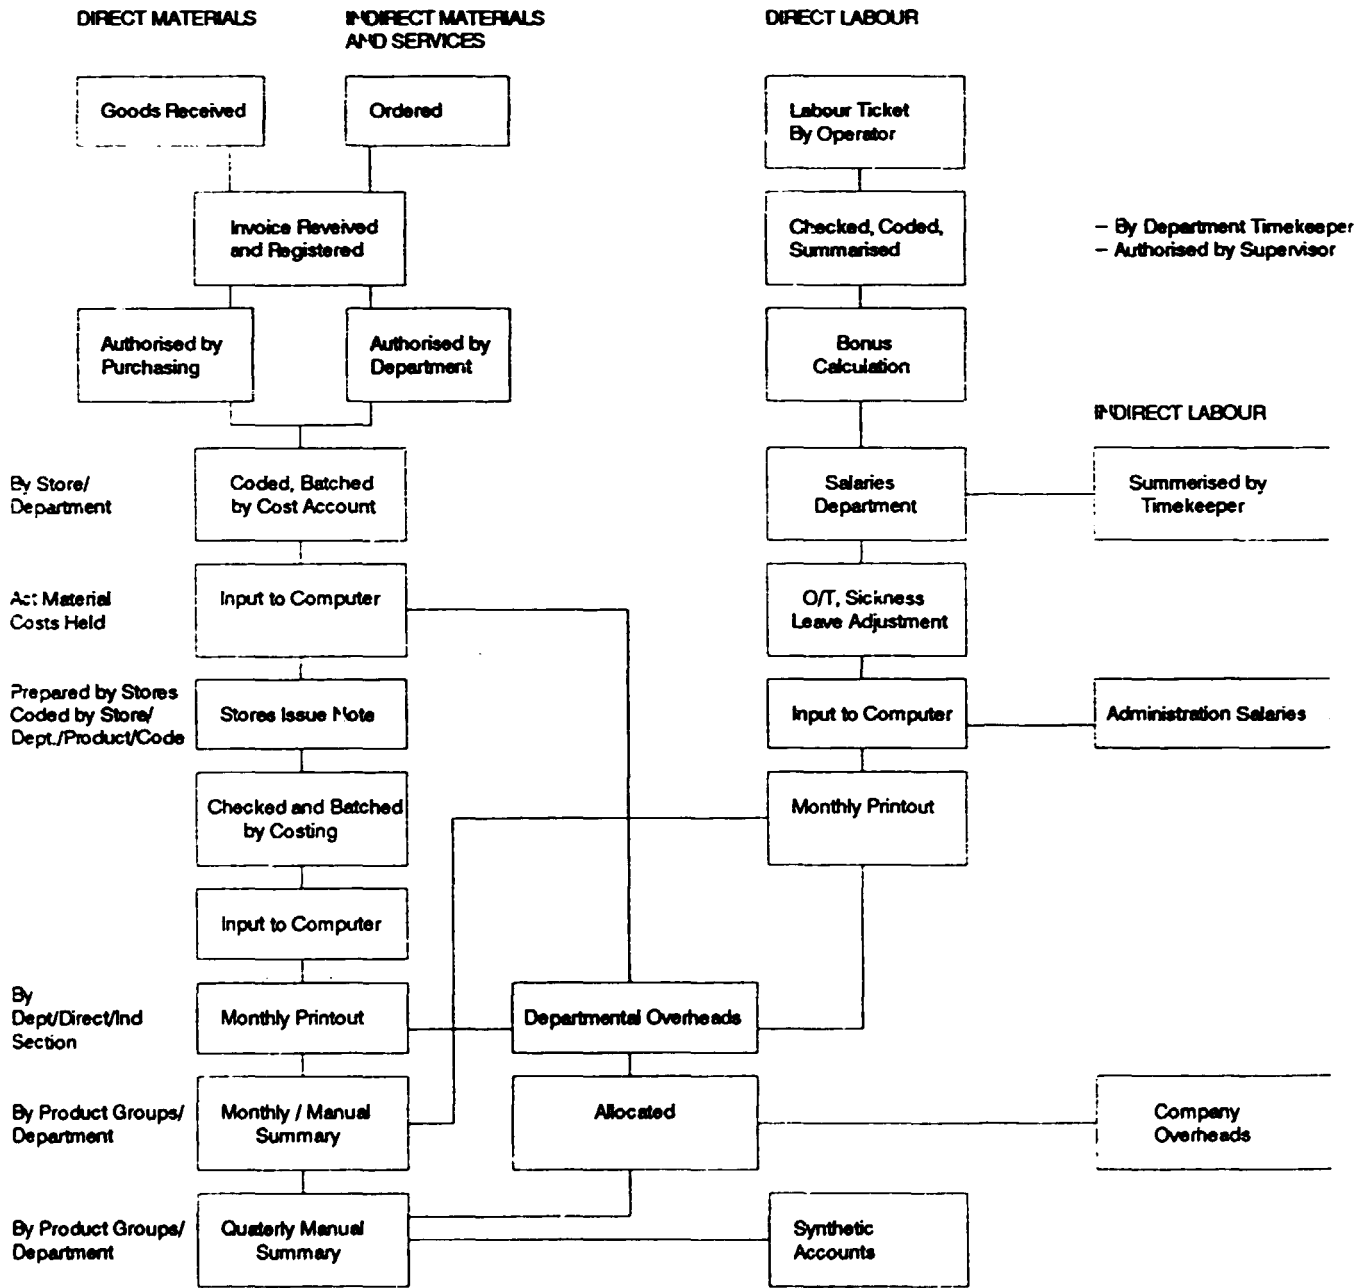 DIRECT MATERIALS
INDIRECT MATERIALS
AND SERVICES
DIRECT LABOUR
Goods Received
Ordered
Labour Ticket
By Operator
Invoice Reveived
and Registered
Checked, Coded,
Summarised
– By Department Timekeeper
– Authorised by Supervisor
Authorised by
Purchasing
Authorised by
Department
Bonus
Calculation
INDIRECT LABOUR
By Store/
Department
Coded, Batched
by Cost Account
Salaries
Department
Summerised by
Timekeeper
Act Material
Costs Held
Input to Computer
O/T, Sickness
Leave Adjustment
Prepared by Stores
Coded by Store/
Dept./Product/Code
Stores Issue Note
Input to Computer
Administration Salaries
Checked and Batched
by Costing
Monthly Printout
Input to Computer
By
Dept/Direct/Ind
Section
Monthly Printout
Departmental Overheads
By Product Groups/
Department
Monthly / Manual
Summary
Allocated
Company
Overheads
By Product Groups/
Department
Quaterly Manual
Summary
Synthetic
Accounts